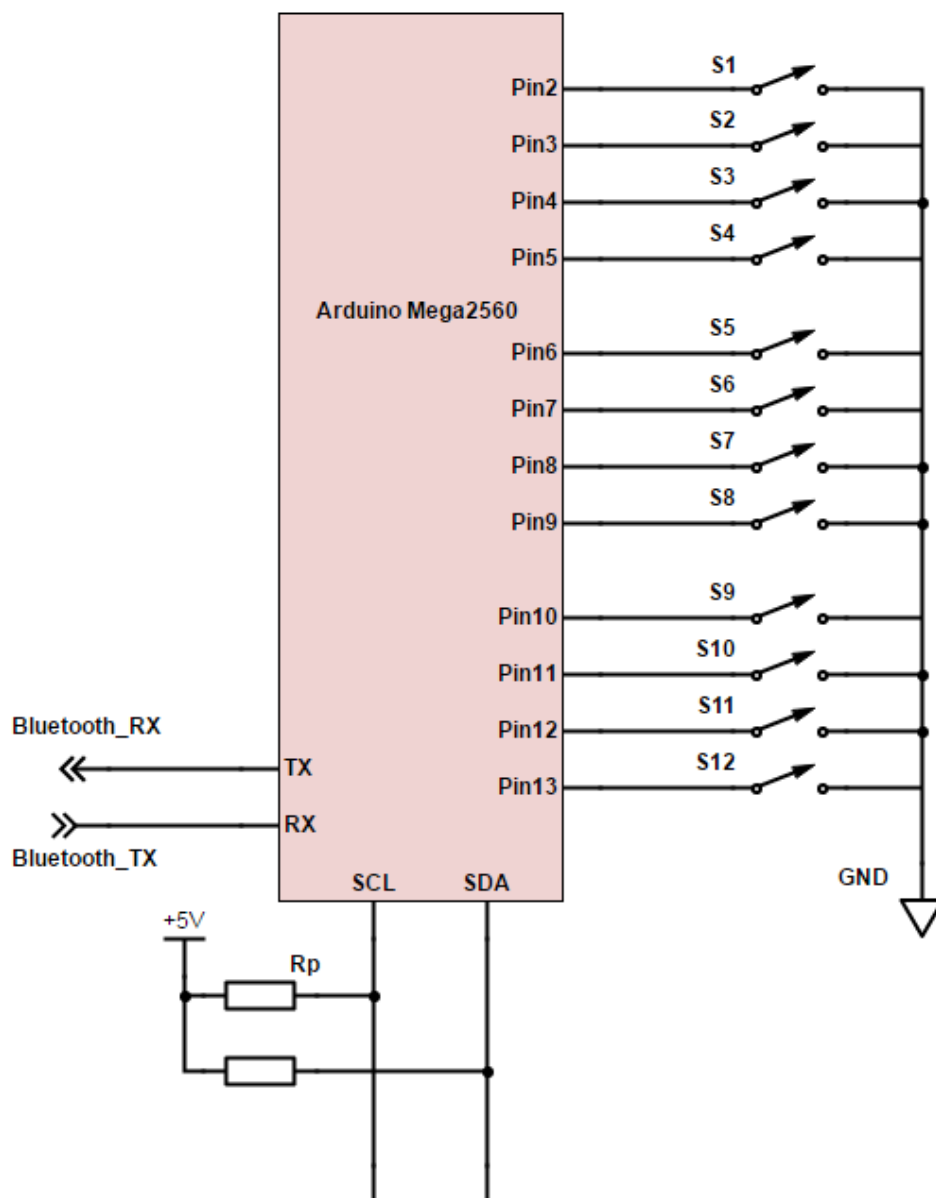 S1
Pin2
S2
Pin3
S3
Pin4
S4
Pin5
Arduino Mega2560
S5
Pin6
S6
Pin7
S7
Pin8
S8
Pin9
S9
Pin10
S10
Pin11
S11
Pin12
S12
Pin13
Bluetooth_RX
TX
RX
Bluetooth_TX
SCL
SDA
GND
+5V
Rp